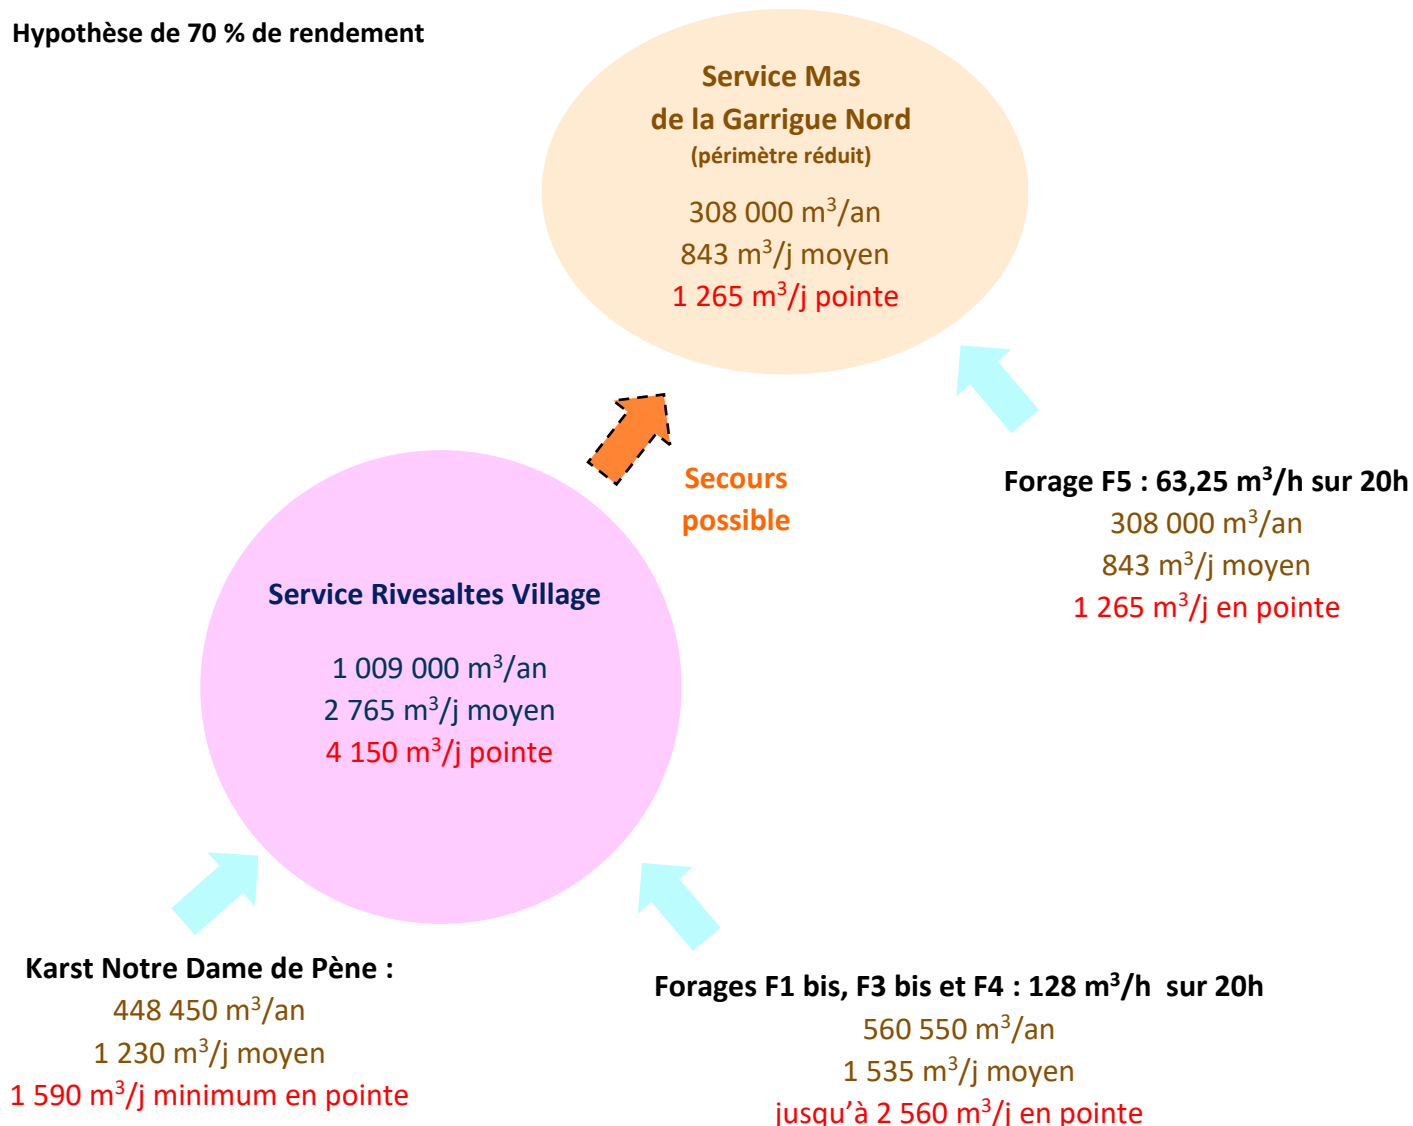 Hypothèse de 70 % de rendement
Service Mas
de la Garrigue Nord
(périmètre réduit)
308 000 m³/an
843 m³/j moyen
1 265 m³/j pointe
Secours
possible
Forage F5 : 63,25 m³/h sur 20h
308 000 m³/an
843 m³/j moyen
1 265 m³/j en pointe
Service Rivesaltes Village
1 009 000 m³/an
2 765 m³/j moyen
4 150 m³/j pointe
Karst Notre Dame de Pène :
448 450 m³/an
1 230 m³/j moyen
1 590 m³/j minimum en pointe
Forages F1 bis, F3 bis et F4 : 128 m³/h sur 20h
560 550 m³/an
1 535 m³/j moyen
jusqu’à 2 560 m³/j en pointe